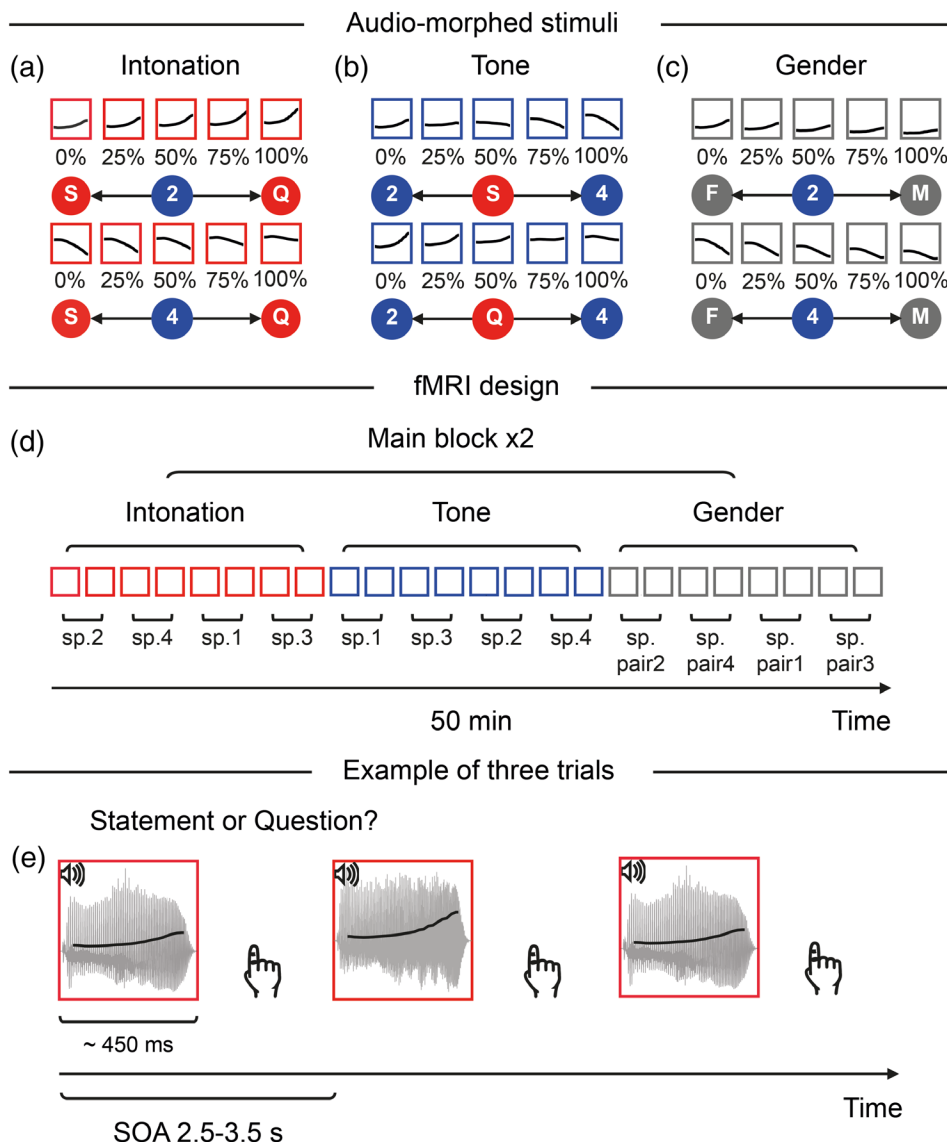 Audio-morphed stimuli
(a) Intonation (b) Tone (c) Gender
0% 25% 50% 75% 100% 0% 25% 50% 75% 100% 0% 25% 50% 75% 100%
S 2 Q 2 S 4 F 2 M
0% 25% 50% 75% 100% 0% 25% 50% 75% 100% 0% 25% 50% 75% 100%
S 4 Q 2 Q 4 F 4 M
fMRI design
(d) Main block x2
Intonation Tone Gender
sp.2 sp.4 sp.1 sp.3 sp.1 sp.3 sp.2 sp.4 sp. sp. sp. sp.
pair2 pair4 pair1 pair3
50 min Time
Example of three trials
Statement or Question?
(e)
~ 450 ms
Time
SOA 2.5-3.5 s